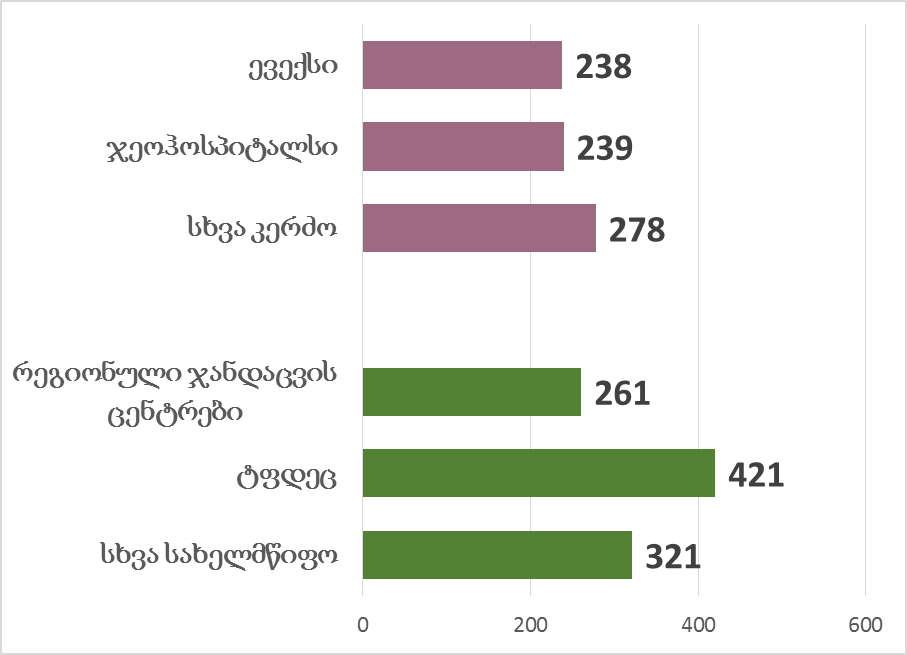 ევექსი 238
ჯეოჰოსპიტალსი 239
სხვა კერძო 278
რეგიონული ჯანდაცვის
ცენტრები 261
ტფდეც 421
სხვა სახელმწიფო 321
0 200 400 600